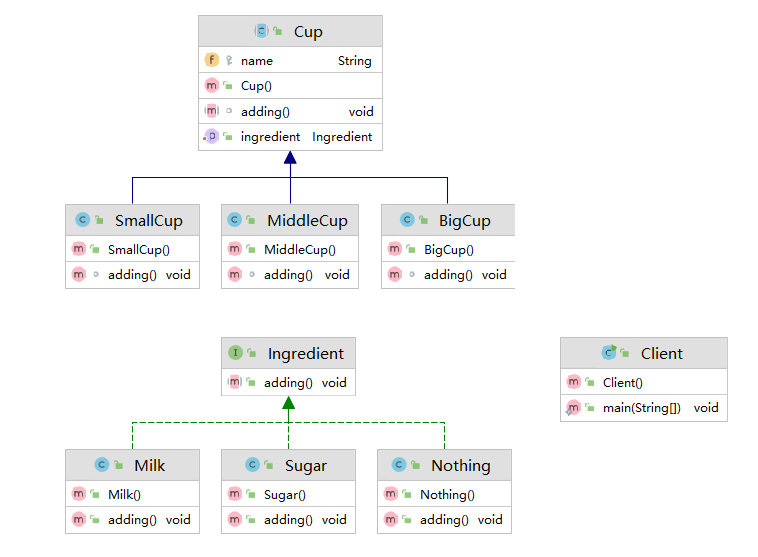 Cup
name String
Cup()
adding() void
ingredient Ingredient
SmallCup
SmallCup()
adding() void
MiddleCup
MiddleCup()
adding() void
BigCup
BigCup()
adding() void
Ingredient
adding() void
Client
Client()
main(String[]) void
Milk
Milk()
adding() void
Sugar
Sugar()
adding() void
Nothing
Nothing()
adding() void